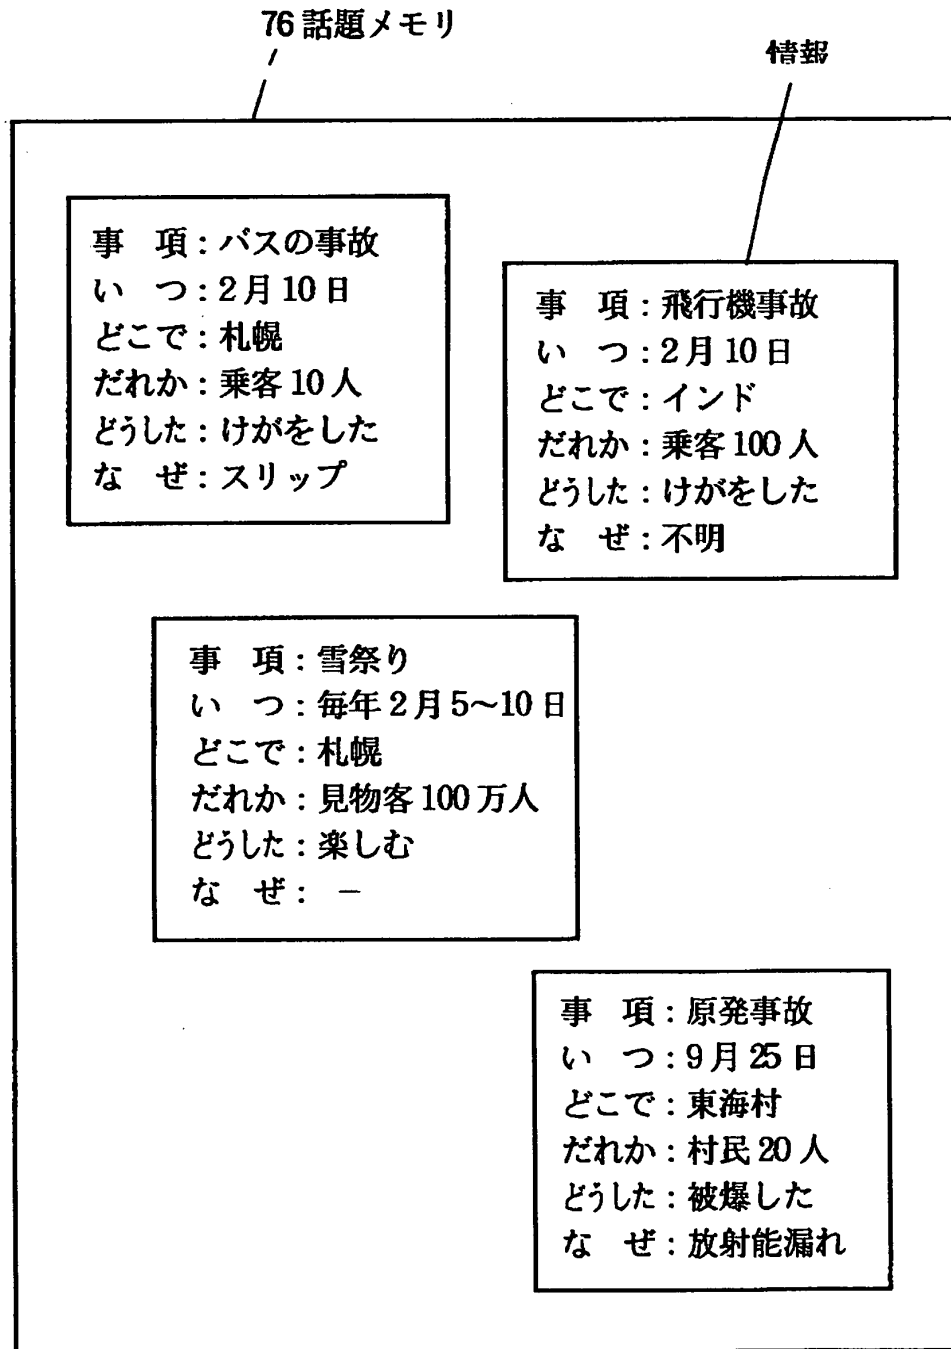 76 話題メモリ
情報
事　項：バスの事故
い　つ：2月10日
どこで：札幌
だれか：乗客10人
どうした：けがをした
な　ぜ：スリップ
事　項：飛行機事故
い　つ：2月10日
どこで：インド
だれか：乗客100人
どうした：けがをした
な　ぜ：不明
事　項：雪祭り
い　つ：毎年2月5〜10日
どこで：札幌
だれか：見物客100万人
どうした：楽しむ
な　ぜ：　−
事　項：原発事故
い　つ：9月25日
どこで：東海村
だれか：村民20人
どうした：被爆した
な　ぜ：放射能漏れ